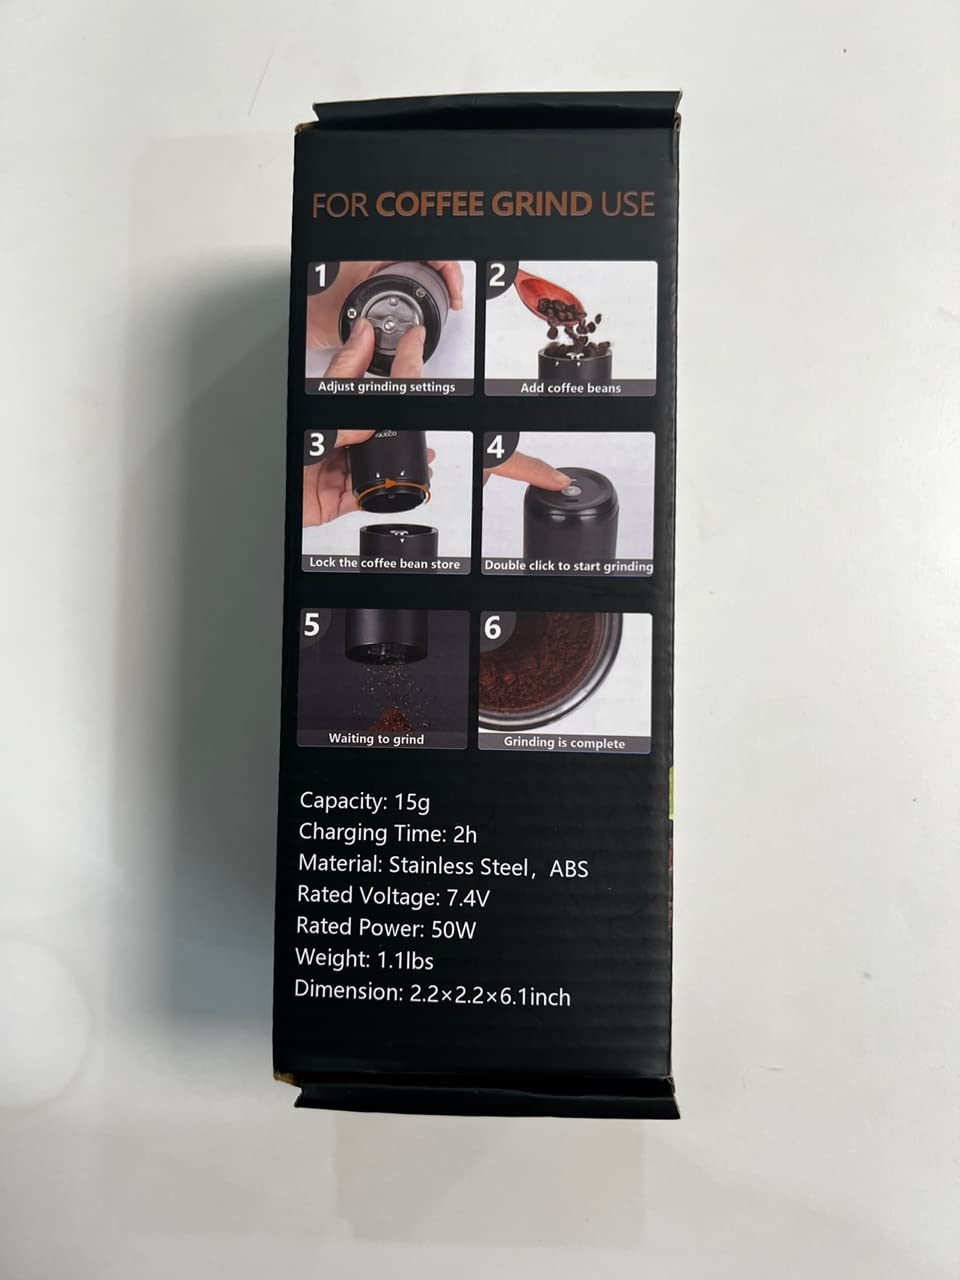 FOR COFFEE GRIND USE
1
Adjust grinding settings
2
Add coffee beans
3
Lock the coffee bean store
4
Double click to start grinding
5
Waiting to grind
6
Grinding is complete
Capacity: 15g
Charging Time: 2h
Material: Stainless Steel，ABS
Rated Voltage: 7.4V
Rated Power: 50W
Weight: 1.1lbs
Dimension: 2.2×2.2×6.1inch